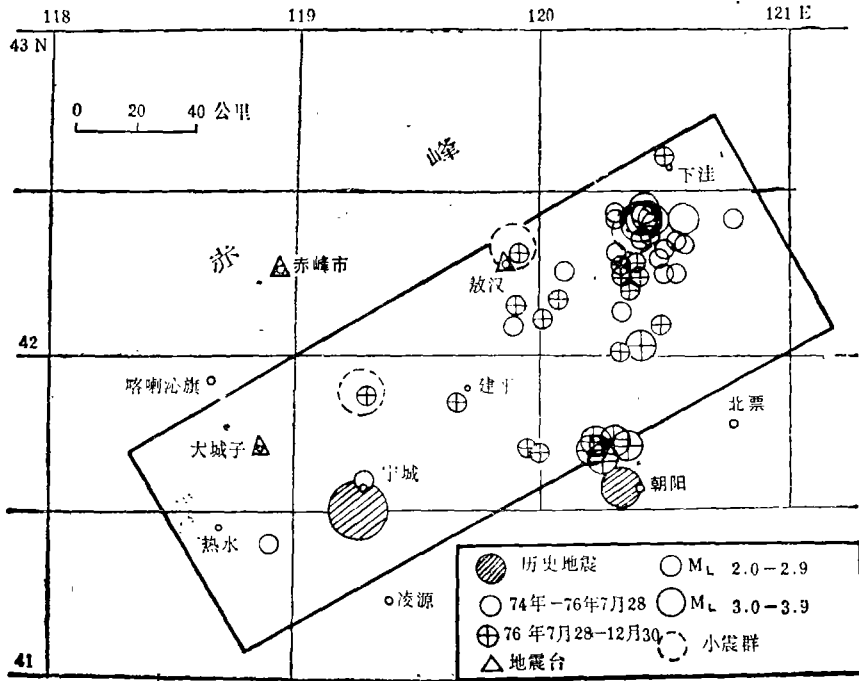 118 119 120 121 E
43 N
0 20 40 公里
峰
下洼
赤
赤峰市
敖汉
42
喀喇沁旗
建平
北票
大城子
宁城
朝阳
热水
历史地震
M_L 2.0-2.9
凌源
74年-76年7月28
M_L 3.0-3.9
76年7月28-12月30
小震群
地震台
41